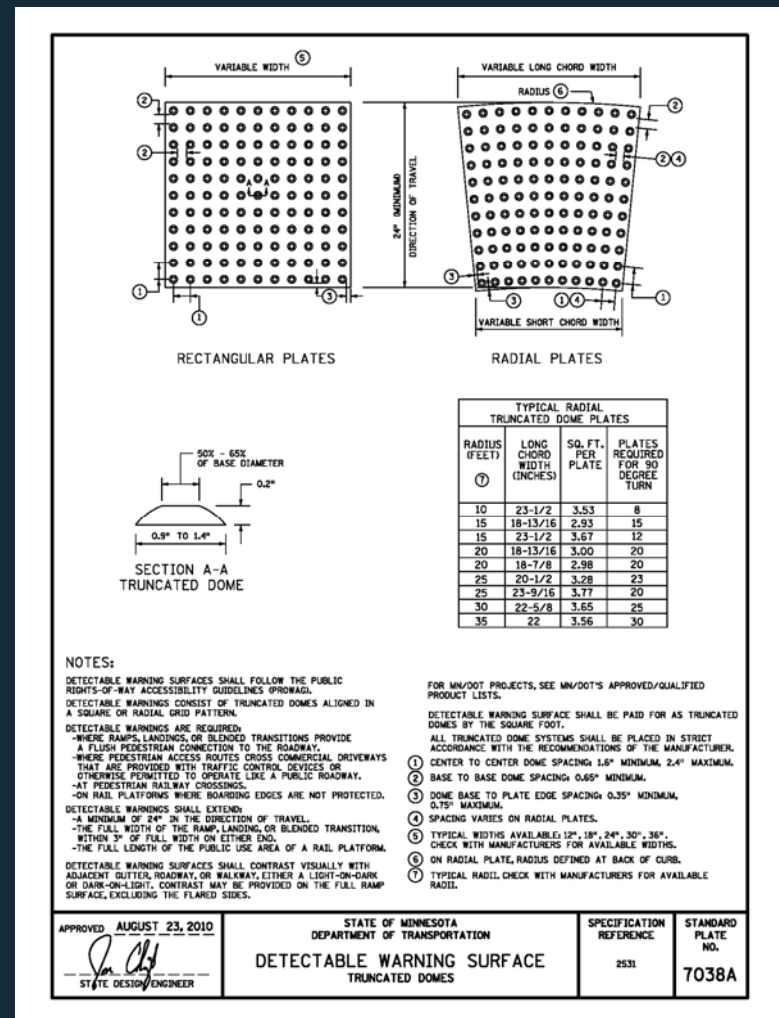 VARIABLE WIDTH ⑤
VARIABLE LONG CHORD WIDTH
RADIUS ⑥
②
②
②
②④
A A
24" (MINIMUM)
DIRECTION OF TRAVEL
①
①
③
③
③
①④
①
VARIABLE SHORT CHORD WIDTH
RECTANGULAR PLATES
RADIAL PLATES
50% - 65%
OF BASE DIAMETER
0.2"
0.9" TO 1.4"
SECTION A-A
TRUNCATED DOME
TYPICAL RADIAL
TRUNCATED DOME PLATES
RADIUS (FEET) ⑦ LONG CHORD WIDTH (INCHES) SQ. FT. PER PLATE PLATES REQUIRED FOR 90 DEGREE TURN
10 23-1/2 3.53 8
15 18-13/16 2.93 15
15 23-1/2 3.67 12
20 18-13/16 3.00 20
20 18-7/8 2.98 20
25 20-1/2 3.28 23
25 23-9/16 3.77 20
30 22-5/8 3.65 25
35 22 3.56 30
NOTES:
DETECTABLE WARNING SURFACES SHALL FOLLOW THE PUBLIC
RIGHTS-OF-WAY ACCESSIBILITY GUIDELINES (PROWAG).
DETECTABLE WARNINGS CONSIST OF TRUNCATED DOMES ALIGNED IN
A SQUARE OR RADIAL GRID PATTERN.
DETECTABLE WARNINGS ARE REQUIRED:
-WHERE RAMPS, LANDINGS, OR BLENDED TRANSITIONS PROVIDE
A FLUSH PEDESTRIAN CONNECTION TO THE ROADWAY.
-WHERE PEDESTRIAN ACCESS ROUTES CROSS COMMERCIAL DRIVEWAYS
THAT ARE PROVIDED WITH TRAFFIC CONTROL DEVICES OR
OTHERWISE PERMITTED TO OPERATE LIKE A PUBLIC ROADWAY.
-AT PEDESTRIAN RAILWAY CROSSINGS.
-ON RAIL PLATFORMS WHERE BOARDING EDGES ARE NOT PROTECTED.
DETECTABLE WARNINGS SHALL EXTEND:
-A MINIMUM OF 24" IN THE DIRECTION OF TRAVEL.
-THE FULL WIDTH OF THE RAMP, LANDING, OR BLENDED TRANSITION,
WITHIN 3" OF FULL WIDTH ON EITHER END.
-THE FULL LENGTH OF THE PUBLIC USE AREA OF A RAIL PLATFORM.
DETECTABLE WARNING SURFACES SHALL CONTRAST VISUALLY WITH
ADJACENT GUTTER, ROADWAY, OR WALKWAY, EITHER A LIGHT-ON-DARK
OR DARK-ON-LIGHT. CONTRAST MAY BE PROVIDED ON THE FULL RAMP
SURFACE, EXCLUDING THE FLARED SIDES.
FOR MN/DOT PROJECTS, SEE MN/DOT'S APPROVED/QUALIFIED
PRODUCT LISTS.
DETECTABLE WARNING SURFACE SHALL BE PAID FOR AS TRUNCATED
DOMES BY THE SQUARE FOOT.
ALL TRUNCATED DOME SYSTEMS SHALL BE PLACED IN STRICT
ACCORDANCE WITH THE RECOMMENDATIONS OF THE MANUFACTURER.
① CENTER TO CENTER DOME SPACING: 1.6" MINIMUM, 2.4" MAXIMUM.
② BASE TO BASE DOME SPACING: 0.65" MINIMUM.
③ DOME BASE TO PLATE EDGE SPACING: 0.35" MINIMUM,
0.75" MAXIMUM.
④ SPACING VARIES ON RADIAL PLATES.
⑤ TYPICAL WIDTHS AVAILABLE: 12", 18", 24", 30", 36".
CHECK WITH MANUFACTURERS FOR AVAILABLE WIDTHS.
⑥ ON RADIAL PLATE, RADIUS DEFINED AT BACK OF CURB.
⑦ TYPICAL RADII. CHECK WITH MANUFACTURERS FOR AVAILABLE
RADII.
APPROVED AUGUST 23, 2010
STATE DESIGN ENGINEER
STATE OF MINNESOTA
DEPARTMENT OF TRANSPORTATION
DETECTABLE WARNING SURFACE
TRUNCATED DOMES
SPECIFICATION
REFERENCE
2531
STANDARD
PLATE
NO.
7038A